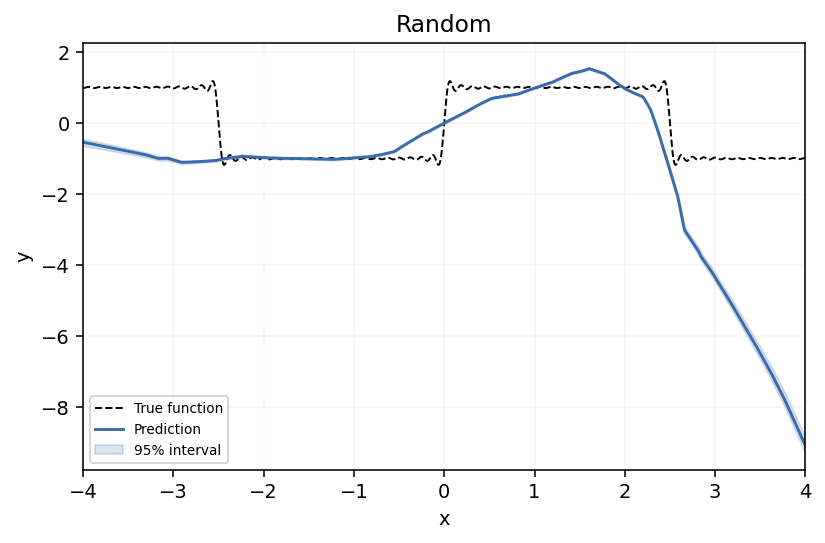 Random
2
0
−2
−4
−6
−8
y
True function
Prediction
95% interval
−4 −3 −2 −1 0 1 2 3 4
x